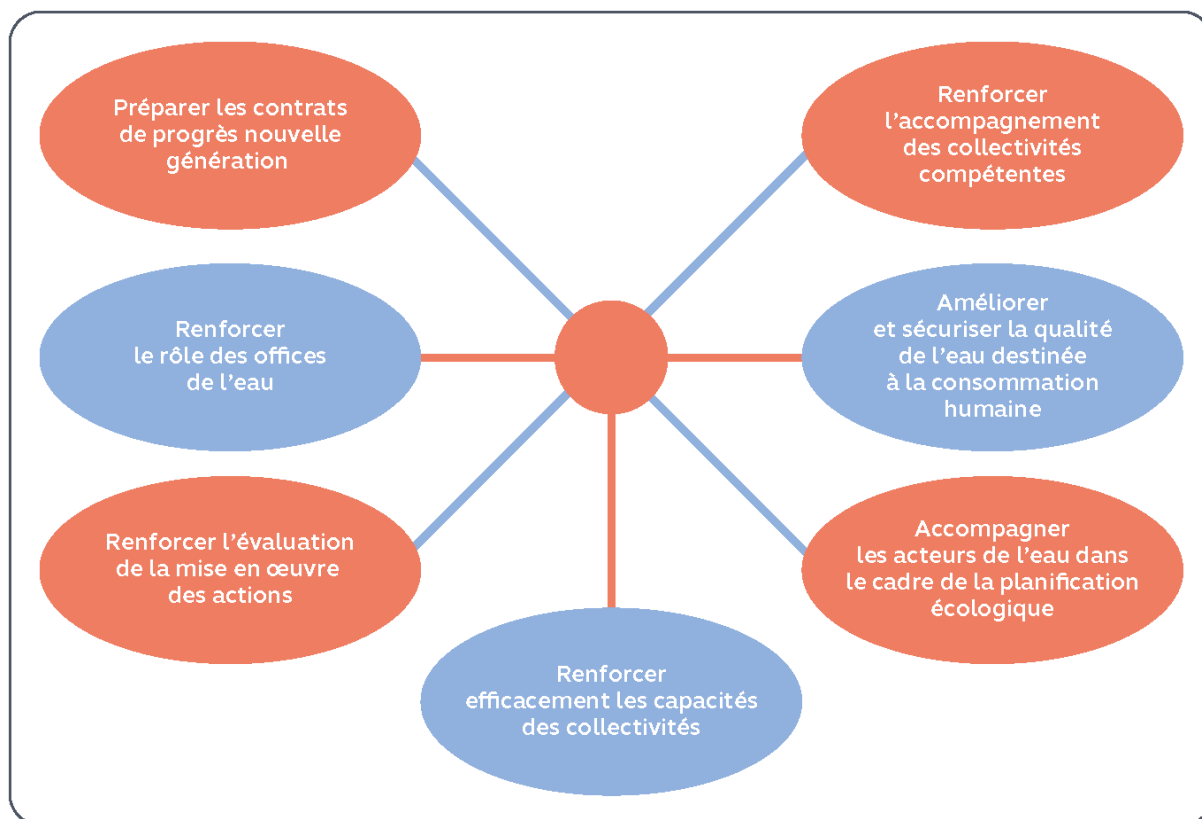 Préparer les contrats
de progrès nouvelle
génération
Renforcer
l'accompagnement
des collectivités
compétentes
Renforcer
le rôle des offices
de l'eau
Améliorer
et sécuriser la qualité
de l'eau destinée
à la consommation
humaine
Renforcer l'évaluation
de la mise en œuvre
des actions
Accompagner
les acteurs de l'eau dans
le cadre de la planification
écologique
Renforcer
efficacement les capacités
des collectivités